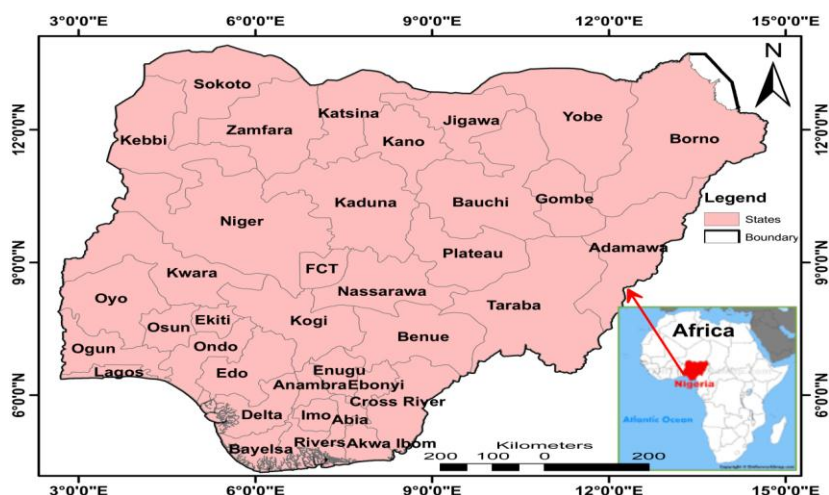 3°0'0"E 6°0'0"E 9°0'0"E 12°0'0"E 15°0'0"E
N
Sokoto
Katsina
Jigawa
Yobe
Zamfara
Kano
Borno
Kebbi
12°0'0"N
12°0'0"N
Kaduna
Bauchi
Gombe
Legend
States
Boundary
Niger
Plateau
Adamawa
9°0'0"N
9°0'0"N
FCT
Kwara
Nassarawa
Oyo
Taraba
Ekiti
Kogi
Osun
Benue
Ogun
Ondo
Lagos
Edo
Enugu
Anambra Ebonyi
6°0'0"N
6°0'0"N
Cross River
Delta
Imo
Abia
Rivers
Akwa Ibom
Bayelsa
Africa
Nigeria
Atlantic Ocean
Kilometers
200 100 0 200
3°0'0"E 6°0'0"E 9°0'0"E 12°0'0"E 15°0'0"E